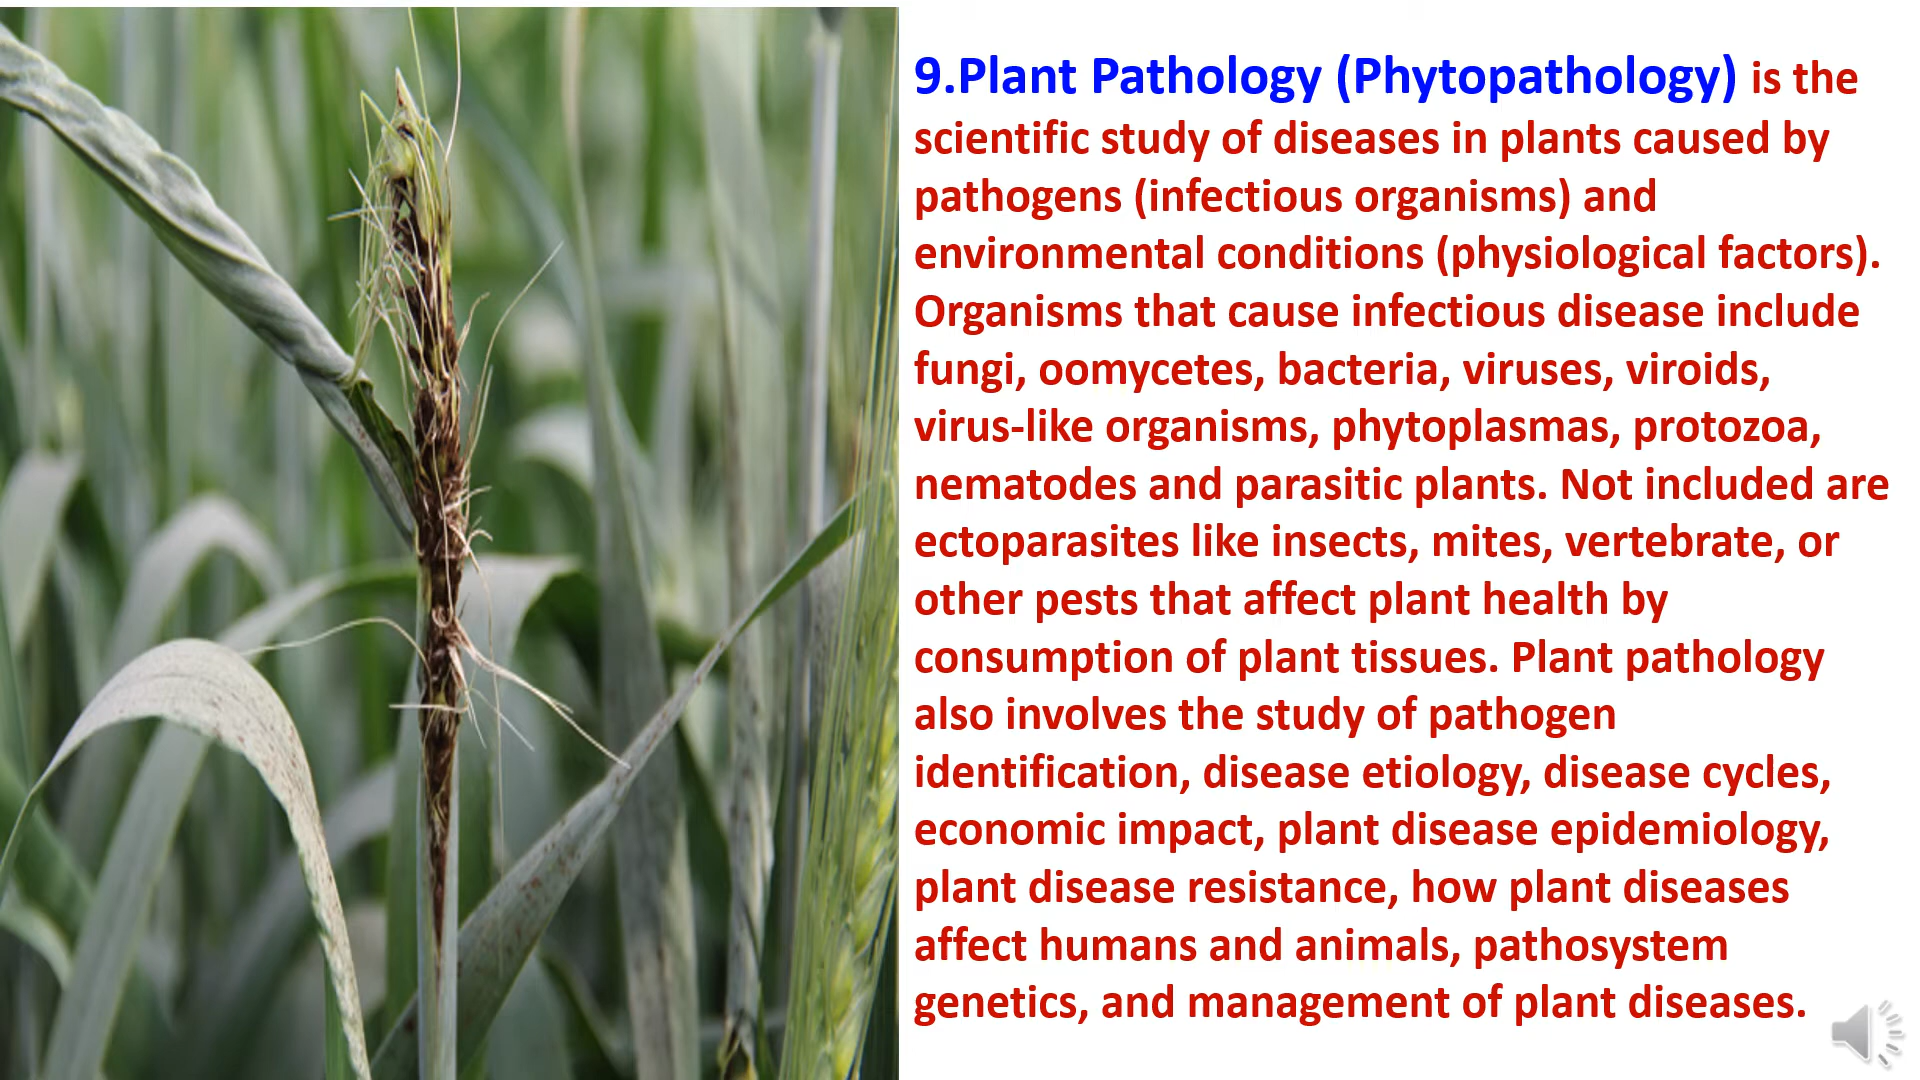 9.Plant Pathology (Phytopathology) is the
scientific study of diseases in plants caused by
pathogens (infectious organisms) and
environmental conditions (physiological factors).
Organisms that cause infectious disease include
fungi, oomycetes, bacteria, viruses, viroids,
virus-like organisms, phytoplasmas, protozoa,
nematodes and parasitic plants. Not included are
ectoparasites like insects, mites, vertebrate, or
other pests that affect plant health by
consumption of plant tissues. Plant pathology
also involves the study of pathogen
identification, disease etiology, disease cycles,
economic impact, plant disease epidemiology,
plant disease resistance, how plant diseases
affect humans and animals, pathosystem
genetics, and management of plant diseases.